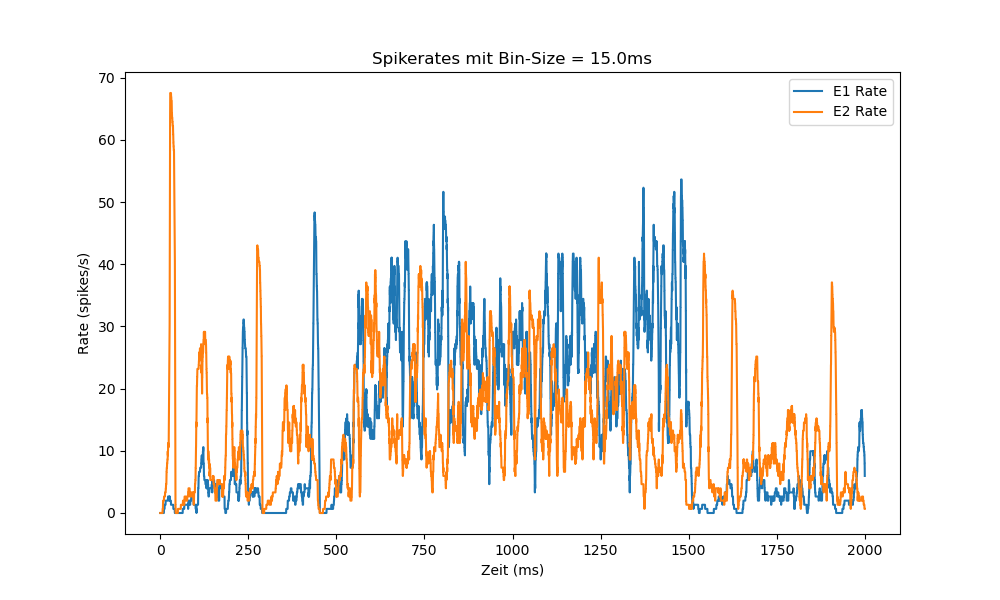 Spikerates mit Bin-Size = 15.0ms
70
60
50
40
30
20
10
0
Rate (spikes/s)
E1 Rate
E2 Rate
0 250 500 750 1000 1250 1500 1750 2000
Zeit (ms)